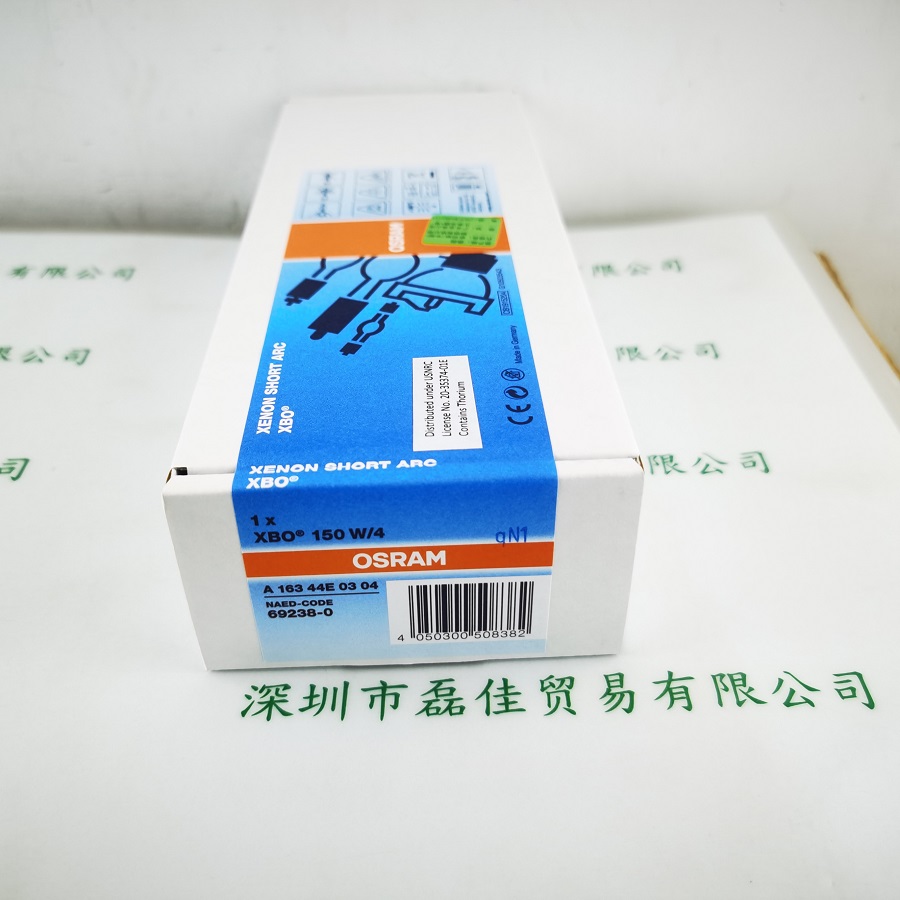 有限公司
限公司
公司
限公司
限公司
限公司
OSRAM
Made in Germany
CE
XENON SHORT ARC
XBO®
Distributed under USNRC
License No. 20-35374-01E
Contains Thorium
XENON SHORT ARC
XBO®
1 x
XBO® 150 W/4
qN1
OSRAM
A 163 44E 03 04
NAED-CODE
69238-0
4 050300 508382
深圳市磊佳贸易有限公司